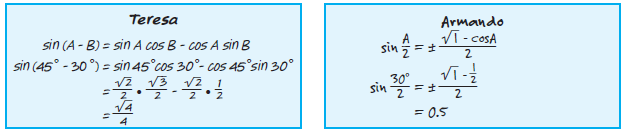 Teresa
sin (A - B) = sin A cos B - cos A sin B
sin (45° - 30°) = sin 45° cos 30° - cos 45° sin 30°
= √2/2 • √3/2 - √2/2 • 1/2
= √4/4
Armando
sin A/2 = ± √1 - cosA/2
sin 30°/2 = ± √1 - 1/2/2
= 0.5